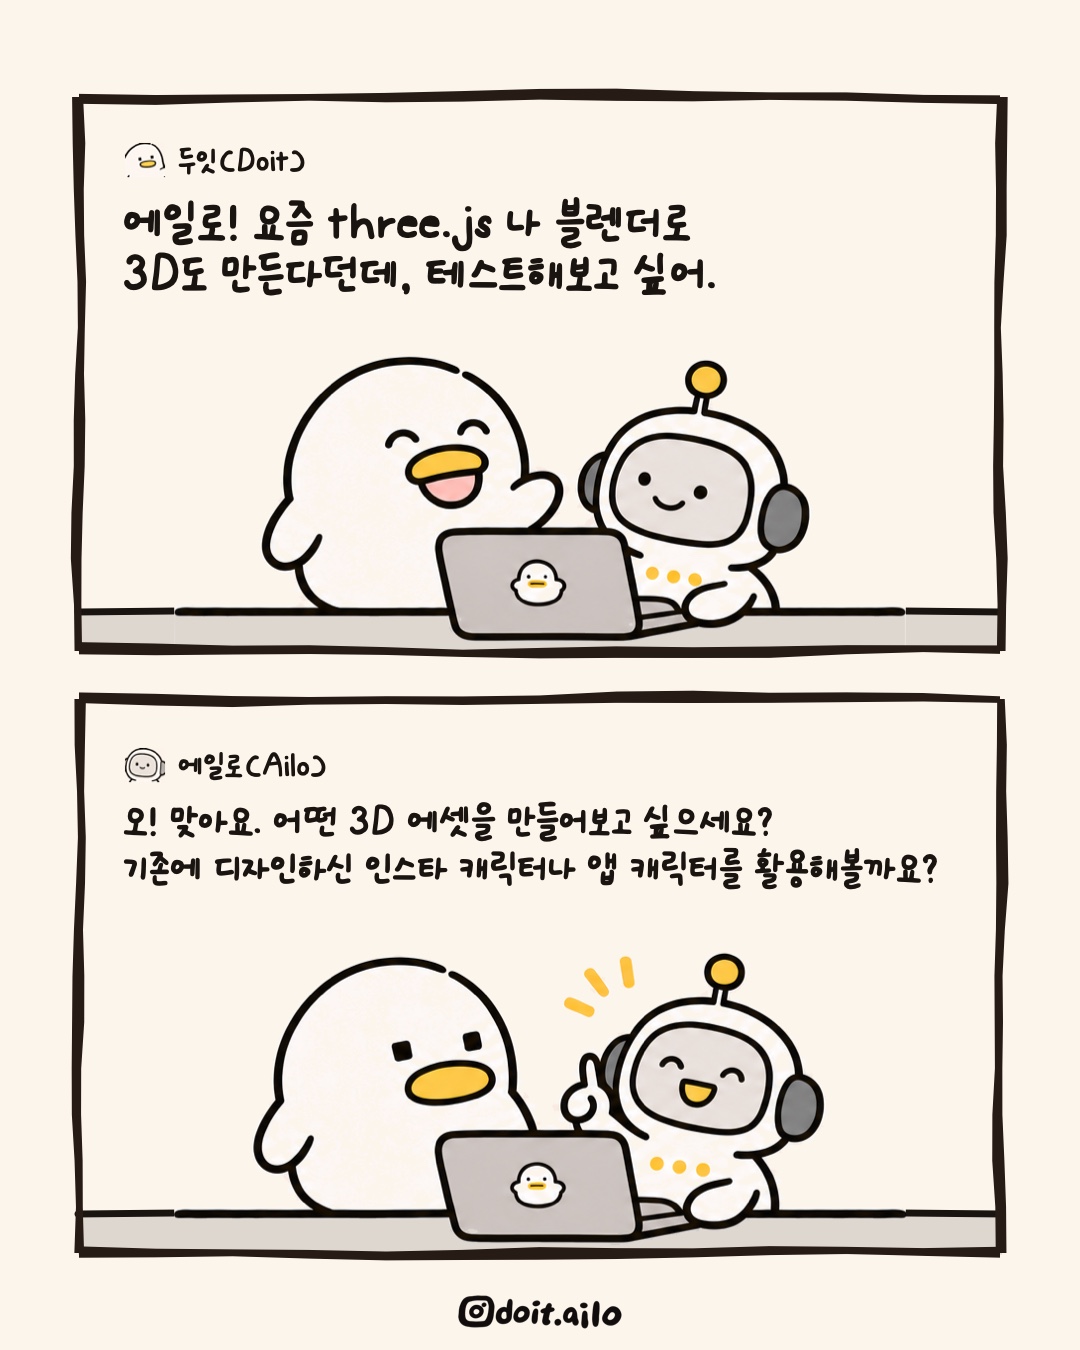 두잇(Doit)
에일로! 요즘 three.js 나 블렌더로
3D도 만든다던데, 테스트해보고 싶어.
에일로(Ailo)
오! 맞아요. 어떤 3D 에셋을 만들어보고 싶으세요?
기존에 디자인하신 인스타 캐릭터나 앱 캐릭터를 활용해볼까요?
doit.ailo